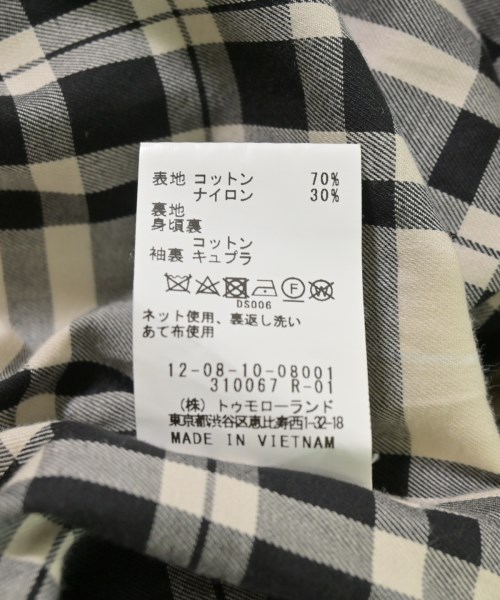 表地 コットン 70%
ナイロン 30%
裏地
身頃裏
コットン
袖裏 キュプラ
F W
DS006
ネット使用、裏返し洗い
あて布使用
12-08-10-08001
310067 R-01
(株) トゥモローランド
東京都渋谷区恵比寿西1-32-18
MADE IN VIETNAM